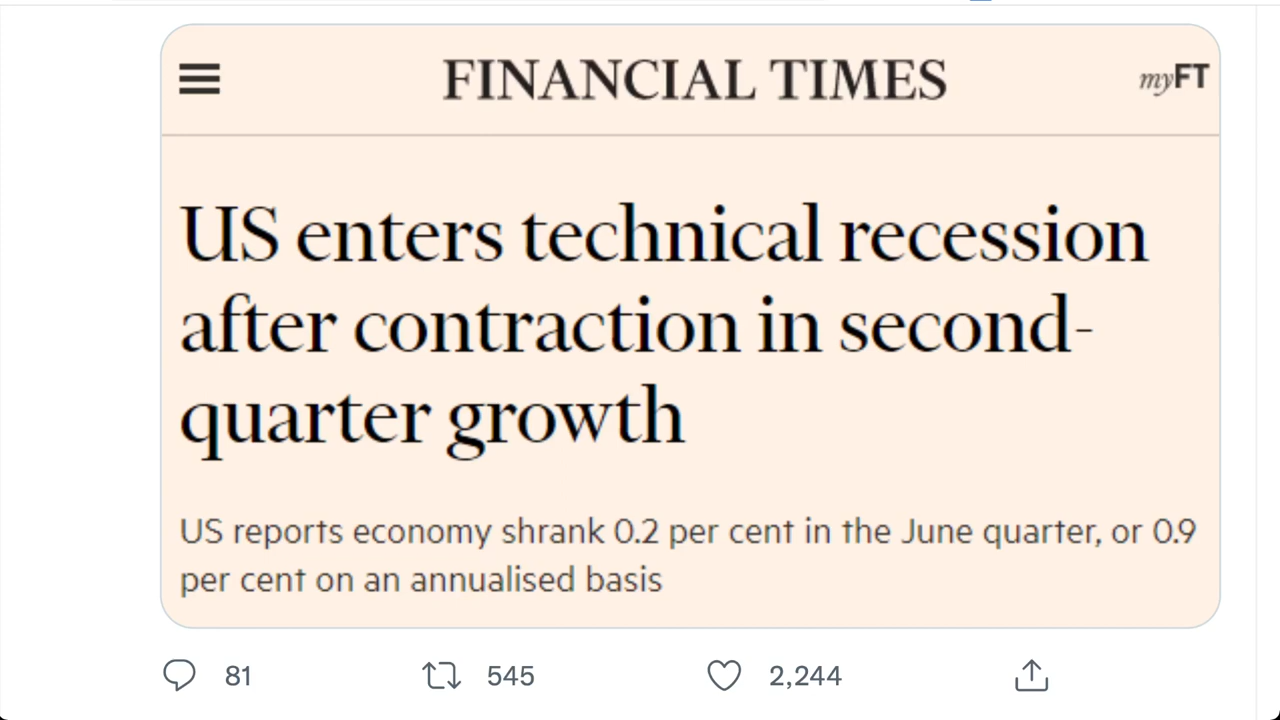 FINANCIAL TIMES
myFT
US enters technical recession
after contraction in second-
quarter growth
US reports economy shrank 0.2 per cent in the June quarter, or 0.9
per cent on an annualised basis
81 545 2,244